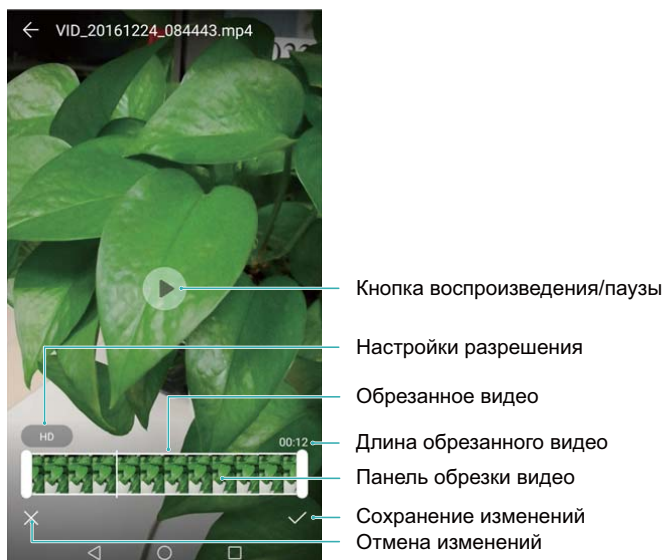 VID_20161224_084443.mp4
Кнопка воспроизведения/паузы
Настройки разрешения
Обрезанное видео
HD
00:12
Длина обрезанного видео
Панель обрезки видео
Сохранение изменений
Отмена изменений